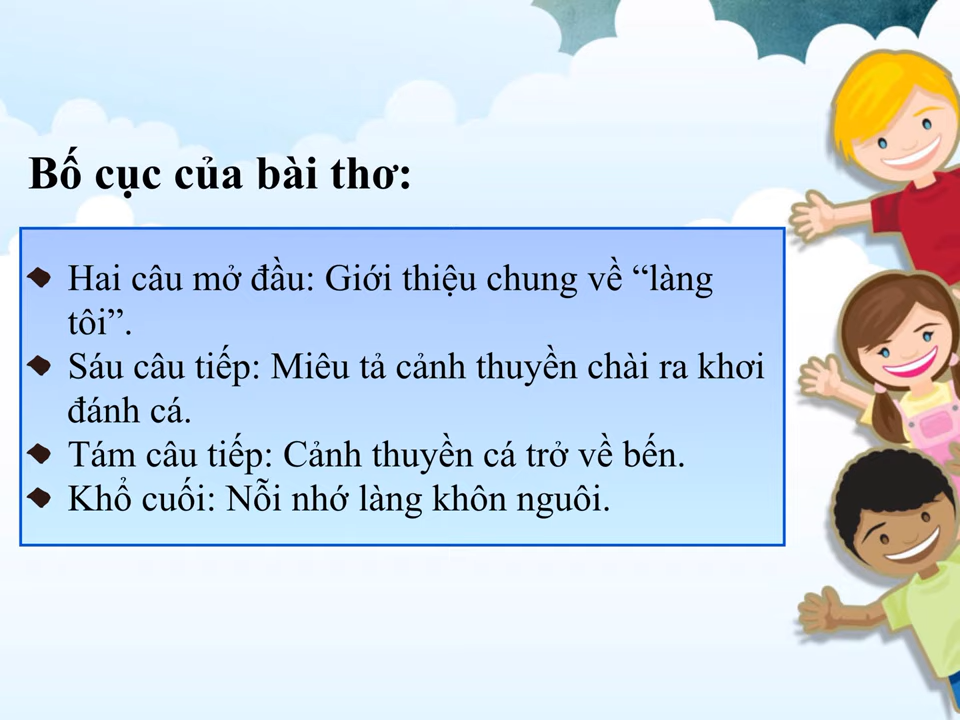 Bố cục của bài thơ:
Hai câu mở đầu: Giới thiệu chung về “làng
tôi”.
Sáu câu tiếp: Miêu tả cảnh thuyền chài ra khơi
đánh cá.
Tám câu tiếp: Cảnh thuyền cá trở về bến.
Khổ cuối: Nỗi nhớ làng khôn nguôi.